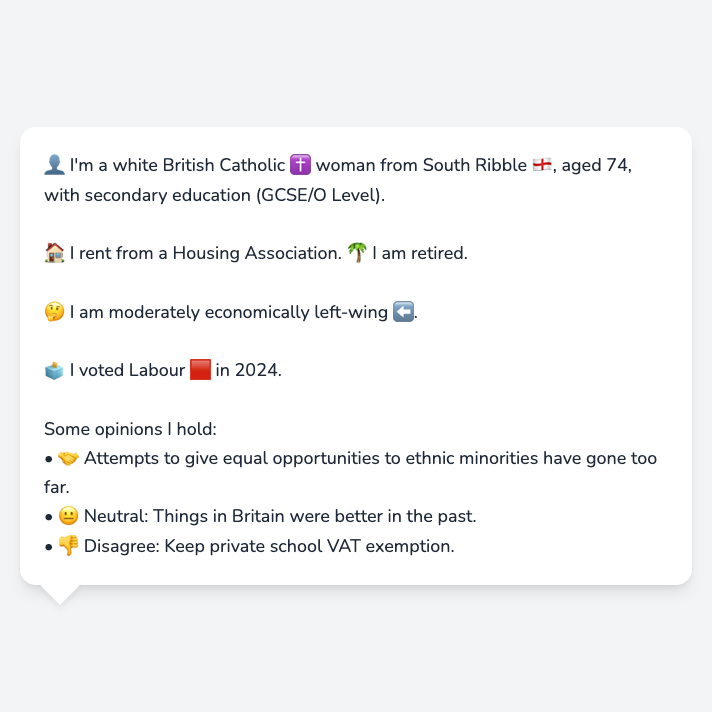 👤 I'm a white British Catholic ✝️ woman from South Ribble 🏴󠁧󠁢󠁥󠁮󠁧󠁿, aged 74,
with secondary education (GCSE/O Level).
🏠 I rent from a Housing Association. 🌴 I am retired.
🤔 I am moderately economically left-wing ⬅️.
🗳️ I voted Labour 🟥 in 2024.
Some opinions I hold:
• 🤝 Attempts to give equal opportunities to ethnic minorities have gone too
far.
• 😐 Neutral: Things in Britain were better in the past.
• 👎 Disagree: Keep private school VAT exemption.